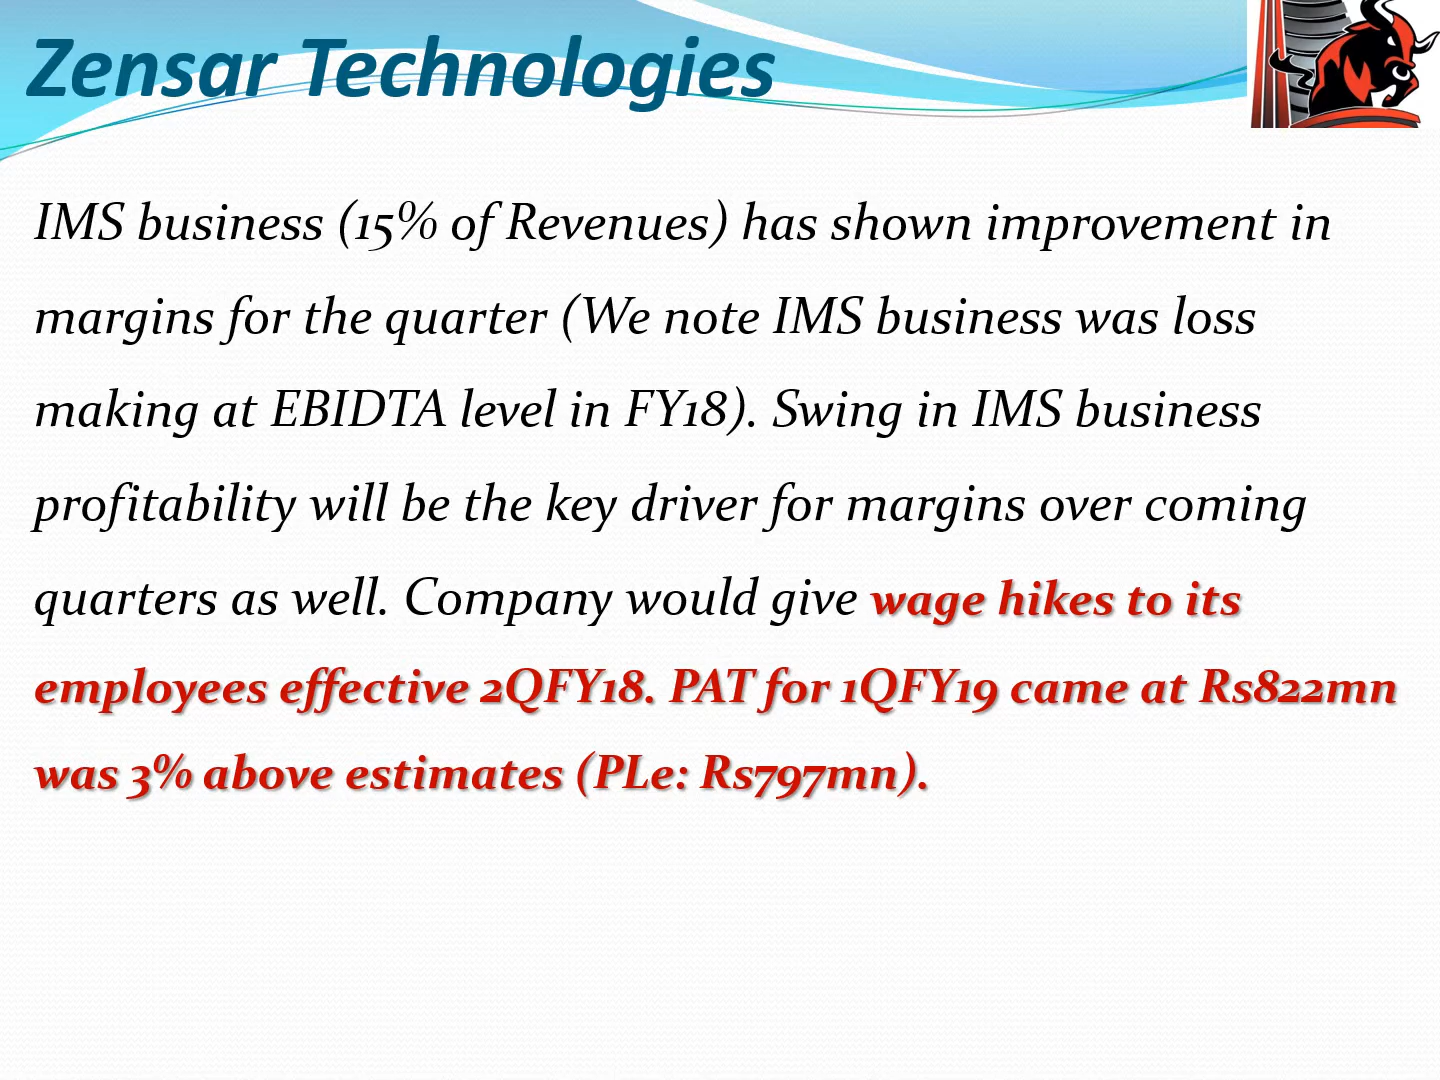 Zensar Technologies
IMS business (15% of Revenues) has shown improvement in
margins for the quarter (We note IMS business was loss
making at EBIDTA level in FY18). Swing in IMS business
profitability will be the key driver for margins over coming
quarters as well. Company would give wage hikes to its
employees effective 2QFY18. PAT for 1QFY19 came at Rs822mn
was 3% above estimates (PLe: Rs797mn).